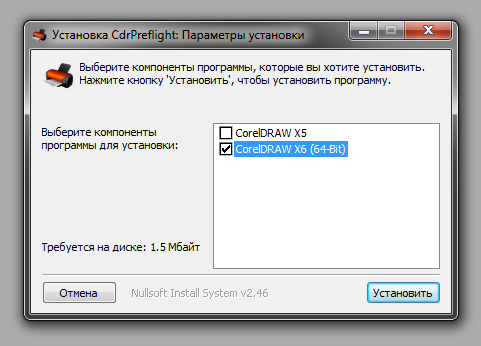 Установка CdrPreflight: Параметры установки
Выберите компоненты программы, которые вы хотите установить.
Нажмите кнопку 'Установить', чтобы установить программу.
Выберите компоненты
программы для установки:
CorelDRAW X5
CorelDRAW X6 (64-Bit)
Требуется на диске: 1.5 Мбайт
Отмена
Nullsoft Install System v2.46
Установить